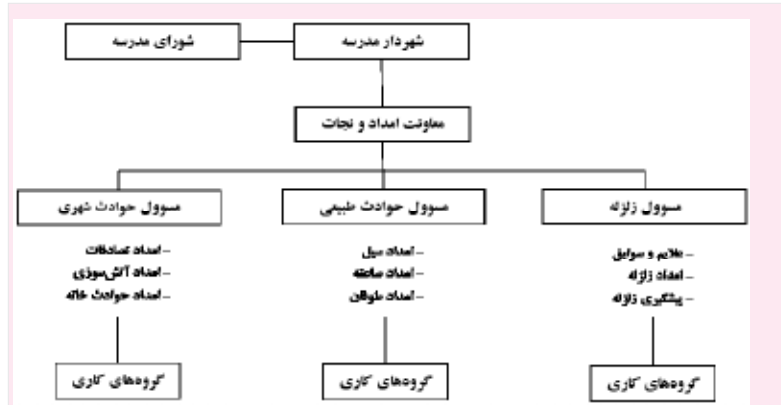 شهردار مدرسه
شورای مدرسه
معاونت امداد و نجات
مسوول زلزله
مسوول حوادث طبیعی
مسوول حوادث شهری
– علایم و سوابق
– امداد زلزله
– پیشگیری زلزله
– امداد سیل
– امداد صاعقه
– امداد طوفان
– امداد تصادفات
– امداد آتش‌سوزی
– امداد حوادث خانه
گروه‌های کاری
گروه‌های کاری
گروه‌های کاری